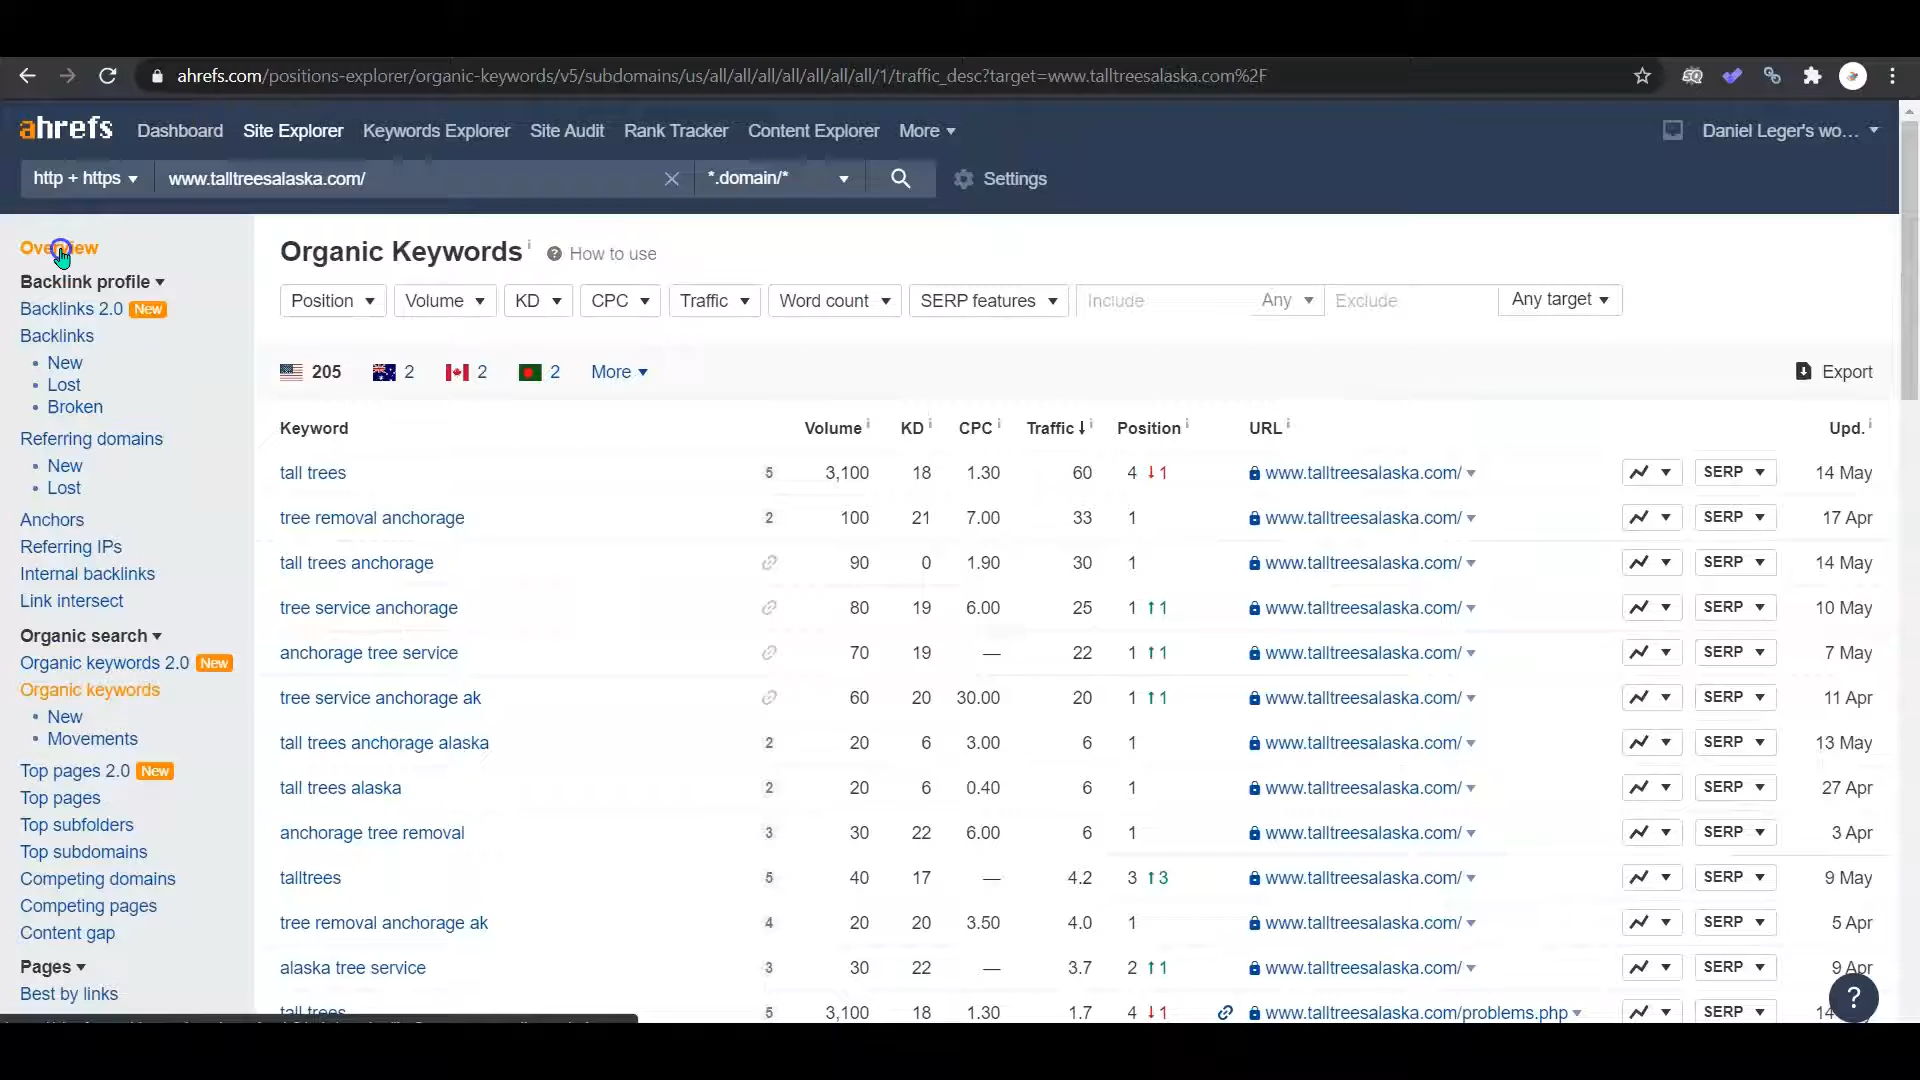 ahrefs.com/positions-explorer/organic-keywords/v5/subdomains/us/all/all/all/all/all/all/all/1/traffic_desc?target=www.talltreesalaska.com%2F
ahrefs Dashboard Site Explorer Keywords Explorer Site Audit Rank Tracker Content Explorer More Daniel Leger's wo...
http + https www.talltreesalaska.com/ *.domain/* Settings
Overview
Backlink profile
Backlinks 2.0 New
Backlinks
• New
• Lost
• Broken
Referring domains
• New
• Lost
Anchors
Referring IPs
Internal backlinks
Link intersect
Organic search
Organic keywords 2.0 New
Organic keywords
• New
• Movements
Top pages 2.0 New
Top pages
Top subfolders
Top subdomains
Competing domains
Competing pages
Content gap
Pages
Best by links
Organic Keywords i ? How to use
Position Volume KD CPC Traffic Word count SERP features Include Any Exclude Any target
205 2 2 2 More Export
Keyword Volume i KD i CPC i Traffic i Position i URL i Upd. i
tall trees 5 3,100 18 1.30 60 4 ↓1 www.talltreesalaska.com/ SERP 14 May
tree removal anchorage 2 100 21 7.00 33 1 www.talltreesalaska.com/ SERP 17 Apr
tall trees anchorage 90 0 1.90 30 1 www.talltreesalaska.com/ SERP 14 May
tree service anchorage 80 19 6.00 25 1 ↑1 www.talltreesalaska.com/ SERP 10 May
anchorage tree service 70 19 — 22 1 ↑1 www.talltreesalaska.com/ SERP 7 May
tree service anchorage ak 60 20 30.00 20 1 ↑1 www.talltreesalaska.com/ SERP 11 Apr
tall trees anchorage alaska 2 20 6 3.00 6 1 www.talltreesalaska.com/ SERP 13 May
tall trees alaska 2 20 6 0.40 6 1 www.talltreesalaska.com/ SERP 27 Apr
anchorage tree removal 3 30 22 6.00 6 1 www.talltreesalaska.com/ SERP 3 Apr
talltrees 5 40 17 — 4.2 3 ↑3 www.talltreesalaska.com/ SERP 9 May
tree removal anchorage ak 4 20 20 3.50 4.0 1 www.talltreesalaska.com/ SERP 5 Apr
alaska tree service 3 30 22 — 3.7 2 ↑1 www.talltreesalaska.com/ SERP 9 Apr
tall trees 5 3,100 18 1.30 1.7 4 ↓1 www.talltreesalaska.com/problems.php SERP 14
?